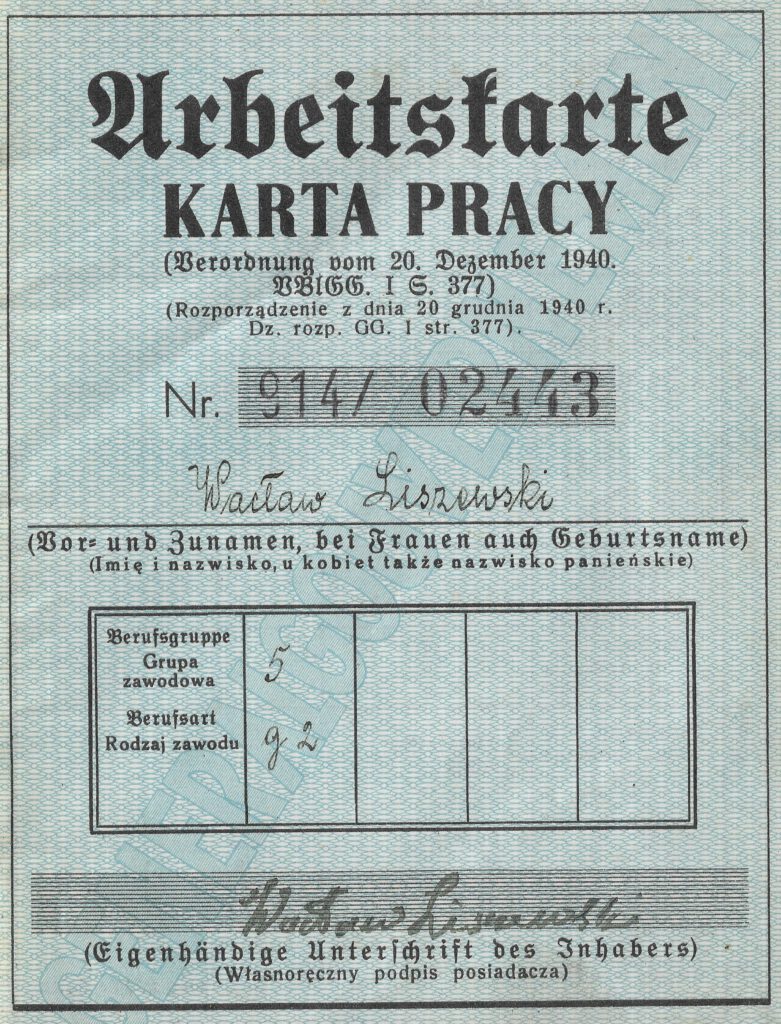 Arbeitskarte
KARTA PRACY
(Verordnung vom 20. Dezember 1940.
VBlGG. I S. 377)
(Rozporządzenie z dnia 20 grudnia 1940 r.
Dz. rozp. GG. I str. 377).
Nr. 914/ 02443
Wacław Liszewski
(Vor- und Zunamen, bei Frauen auch Geburtsname)
(Imię i nazwisko, u kobiet także nazwisko panieńskie)
Berufsgruppe
Grupa
zawodowa
5
Berufsart
Rodzaj zawodu
g 2
Wacław Liszewski
(Eigenhändige Unterschrift des Inhabers)
(Własnoręczny podpis posiadacza)
GENERALGOUVERNEMENT